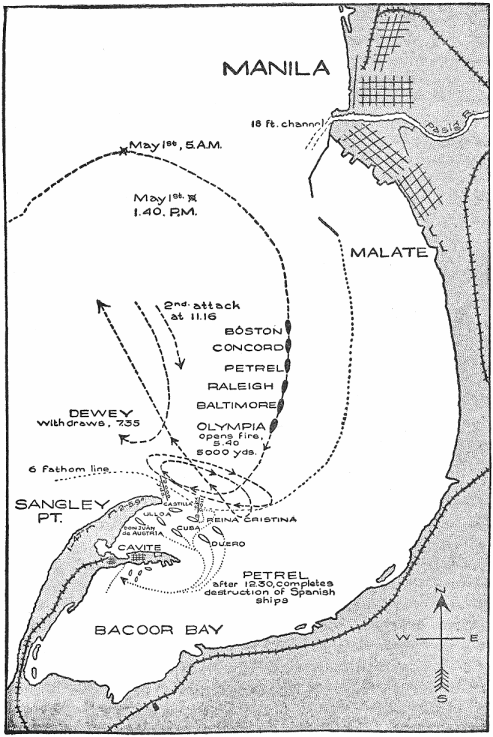 MANILA
18 ft. channel
Pasig R.
May 1st, 5 A.M.
May 1st
1.40. P.M.
MALATE
2nd attack
at 11.16
BOSTON
CONCORD
PETREL
RALEIGH
BALTIMORE
OLYMPIA
opens fire,
5.40
5000 yds.
DEWEY
withdraws, 7.35
6 fathom line
SANGLEY
PT.
CASTILLA
ULLOA
REINA CRISTINA
DON JUAN
de AUSTRIA
CUBA
DUERO
CAVITE
PETREL
after 12.30, completes
destruction of Spanish
ships
BACOOR BAY
N
W
E
S